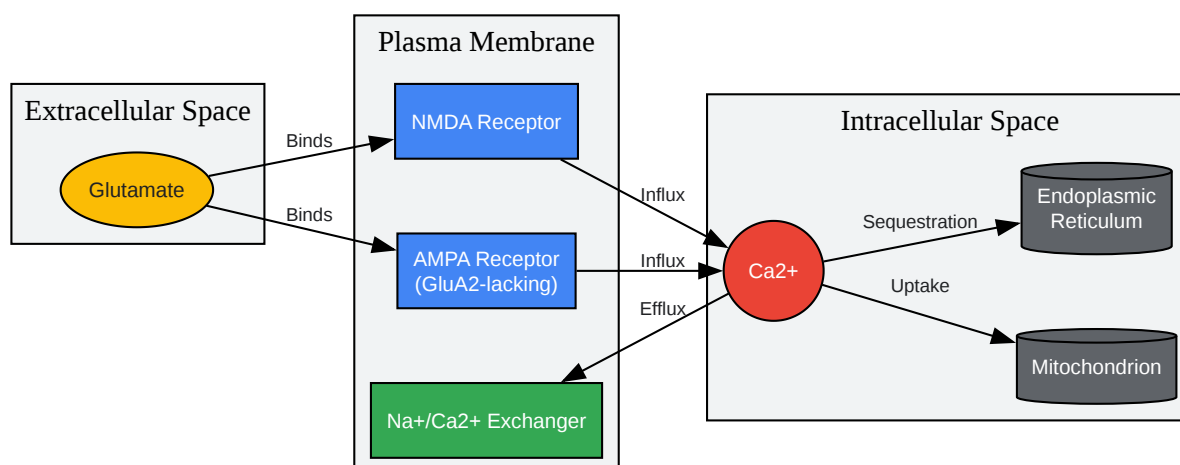 Extracellular Space
Glutamate
Binds
Binds
Plasma Membrane
NMDA Receptor
AMPA Receptor
(GluA2-lacking)
Na+/Ca2+ Exchanger
Influx
Influx
Efflux
Intracellular Space
Ca2+
Sequestration
Uptake
Endoplasmic
Reticulum
Mitochondrion